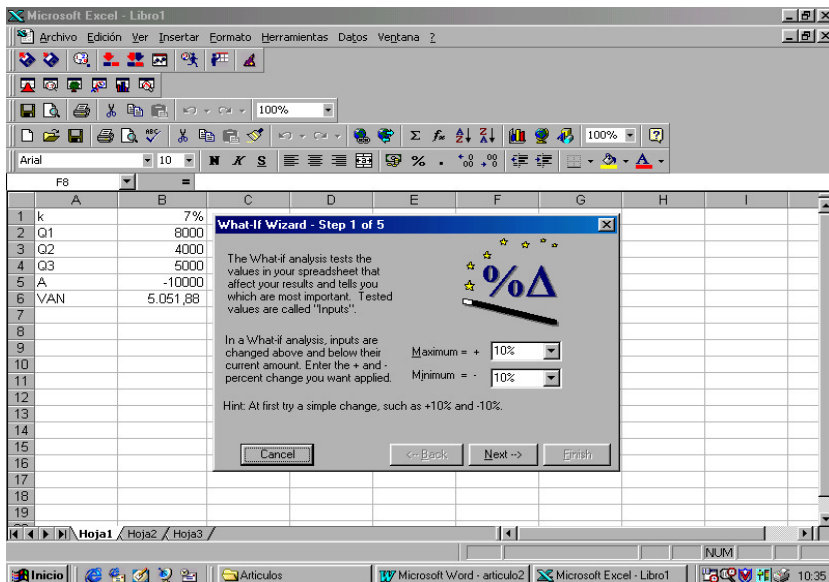 Microsoft Excel - Libro1
Archivo Edición Ver Insertar Formato Herramientas Datos Ventana ?
100%
100%
Arial 10 N K S
F8 =
A B C D E F G H I
1 k 7%
2 Q1 8000
3 Q2 4000
4 Q3 5000
5 A -10000
6 VAN 5.051,88
7
8
9
10
11
12
13
14
15
16
17
18
19
What-If Wizard - Step 1 of 5
The What-if analysis tests the
values in your spreadsheet that
affect your results and tells you
which are most important. Tested
values are called "Inputs".
%Δ
In a What-if analysis, inputs are
changed above and below their
current amount. Enter the + and -
percent change you want applied.
Maximum = + 10%
Minimum = - 10%
Hint: At first try a simple change, such as +10% and -10%.
Cancel <-- Back Next --> Finish
Hoja1 Hoja2 Hoja3
NUM
Inicio Articulos Microsoft Word - articulo2 Microsoft Excel - Libro1 10:35